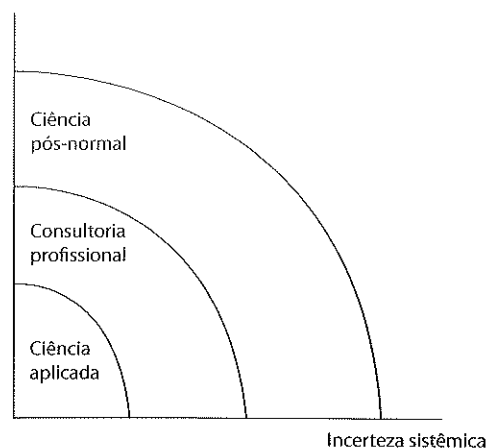 Ciência
pós-normal
Consultoria
profissional
Ciência
aplicada
Incerteza sistêmica